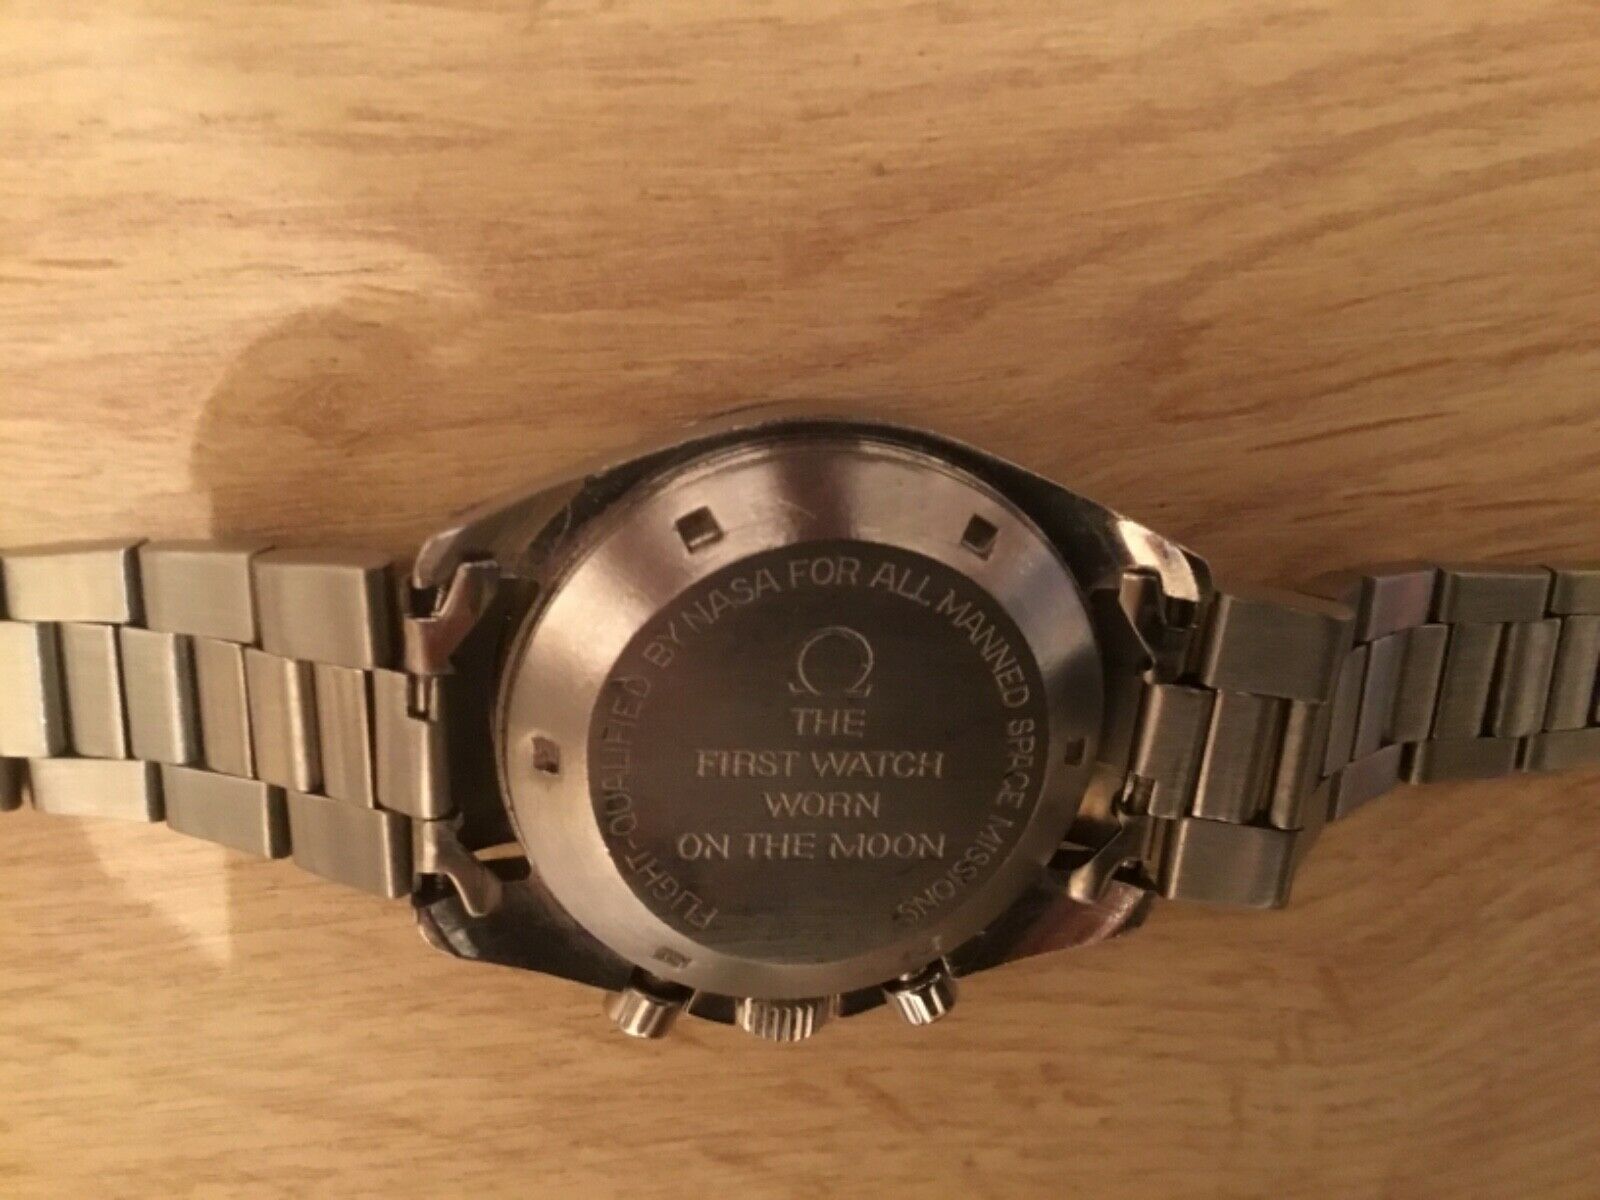 FLIGHT-QUALIFIED BY NASA FOR ALL MANNED SPACE MISSIONS
Ω
THE
FIRST WATCH
WORN
ON THE MOON